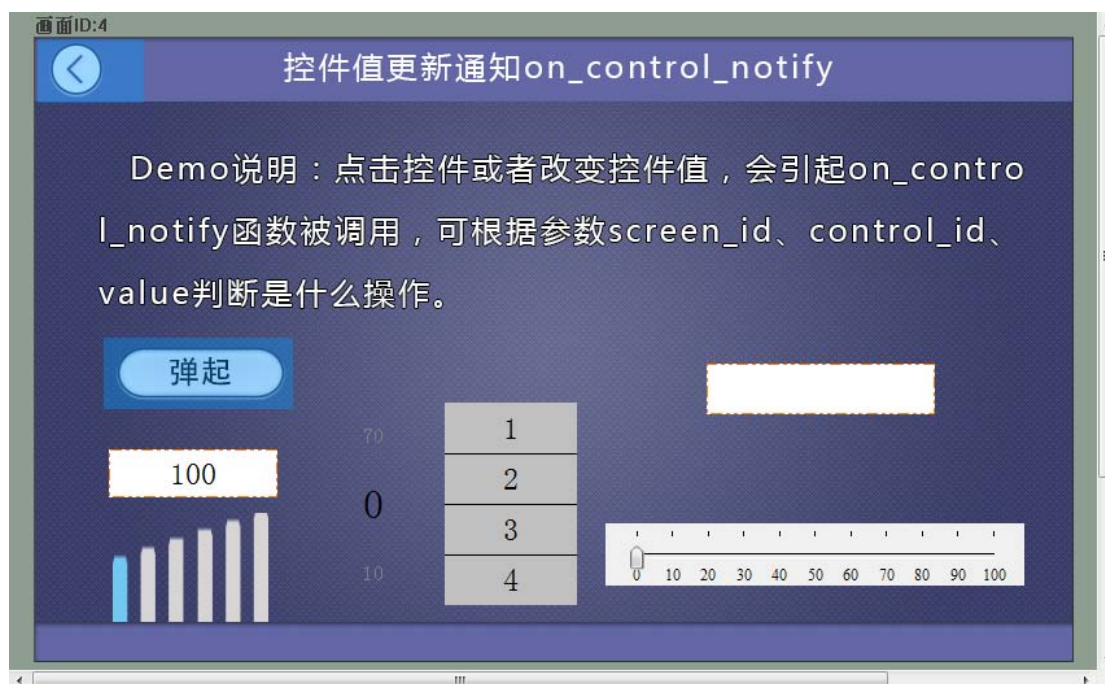 画面ID:4
控件值更新通知on_control_notify
Demo说明：点击控件或者改变控件值，会引起on_contro
l_notify函数被调用，可根据参数screen_id、control_id、
value判断是什么操作。
弹起
100
70
0
10
1
2
3
4
0 10 20 30 40 50 60 70 80 90 100